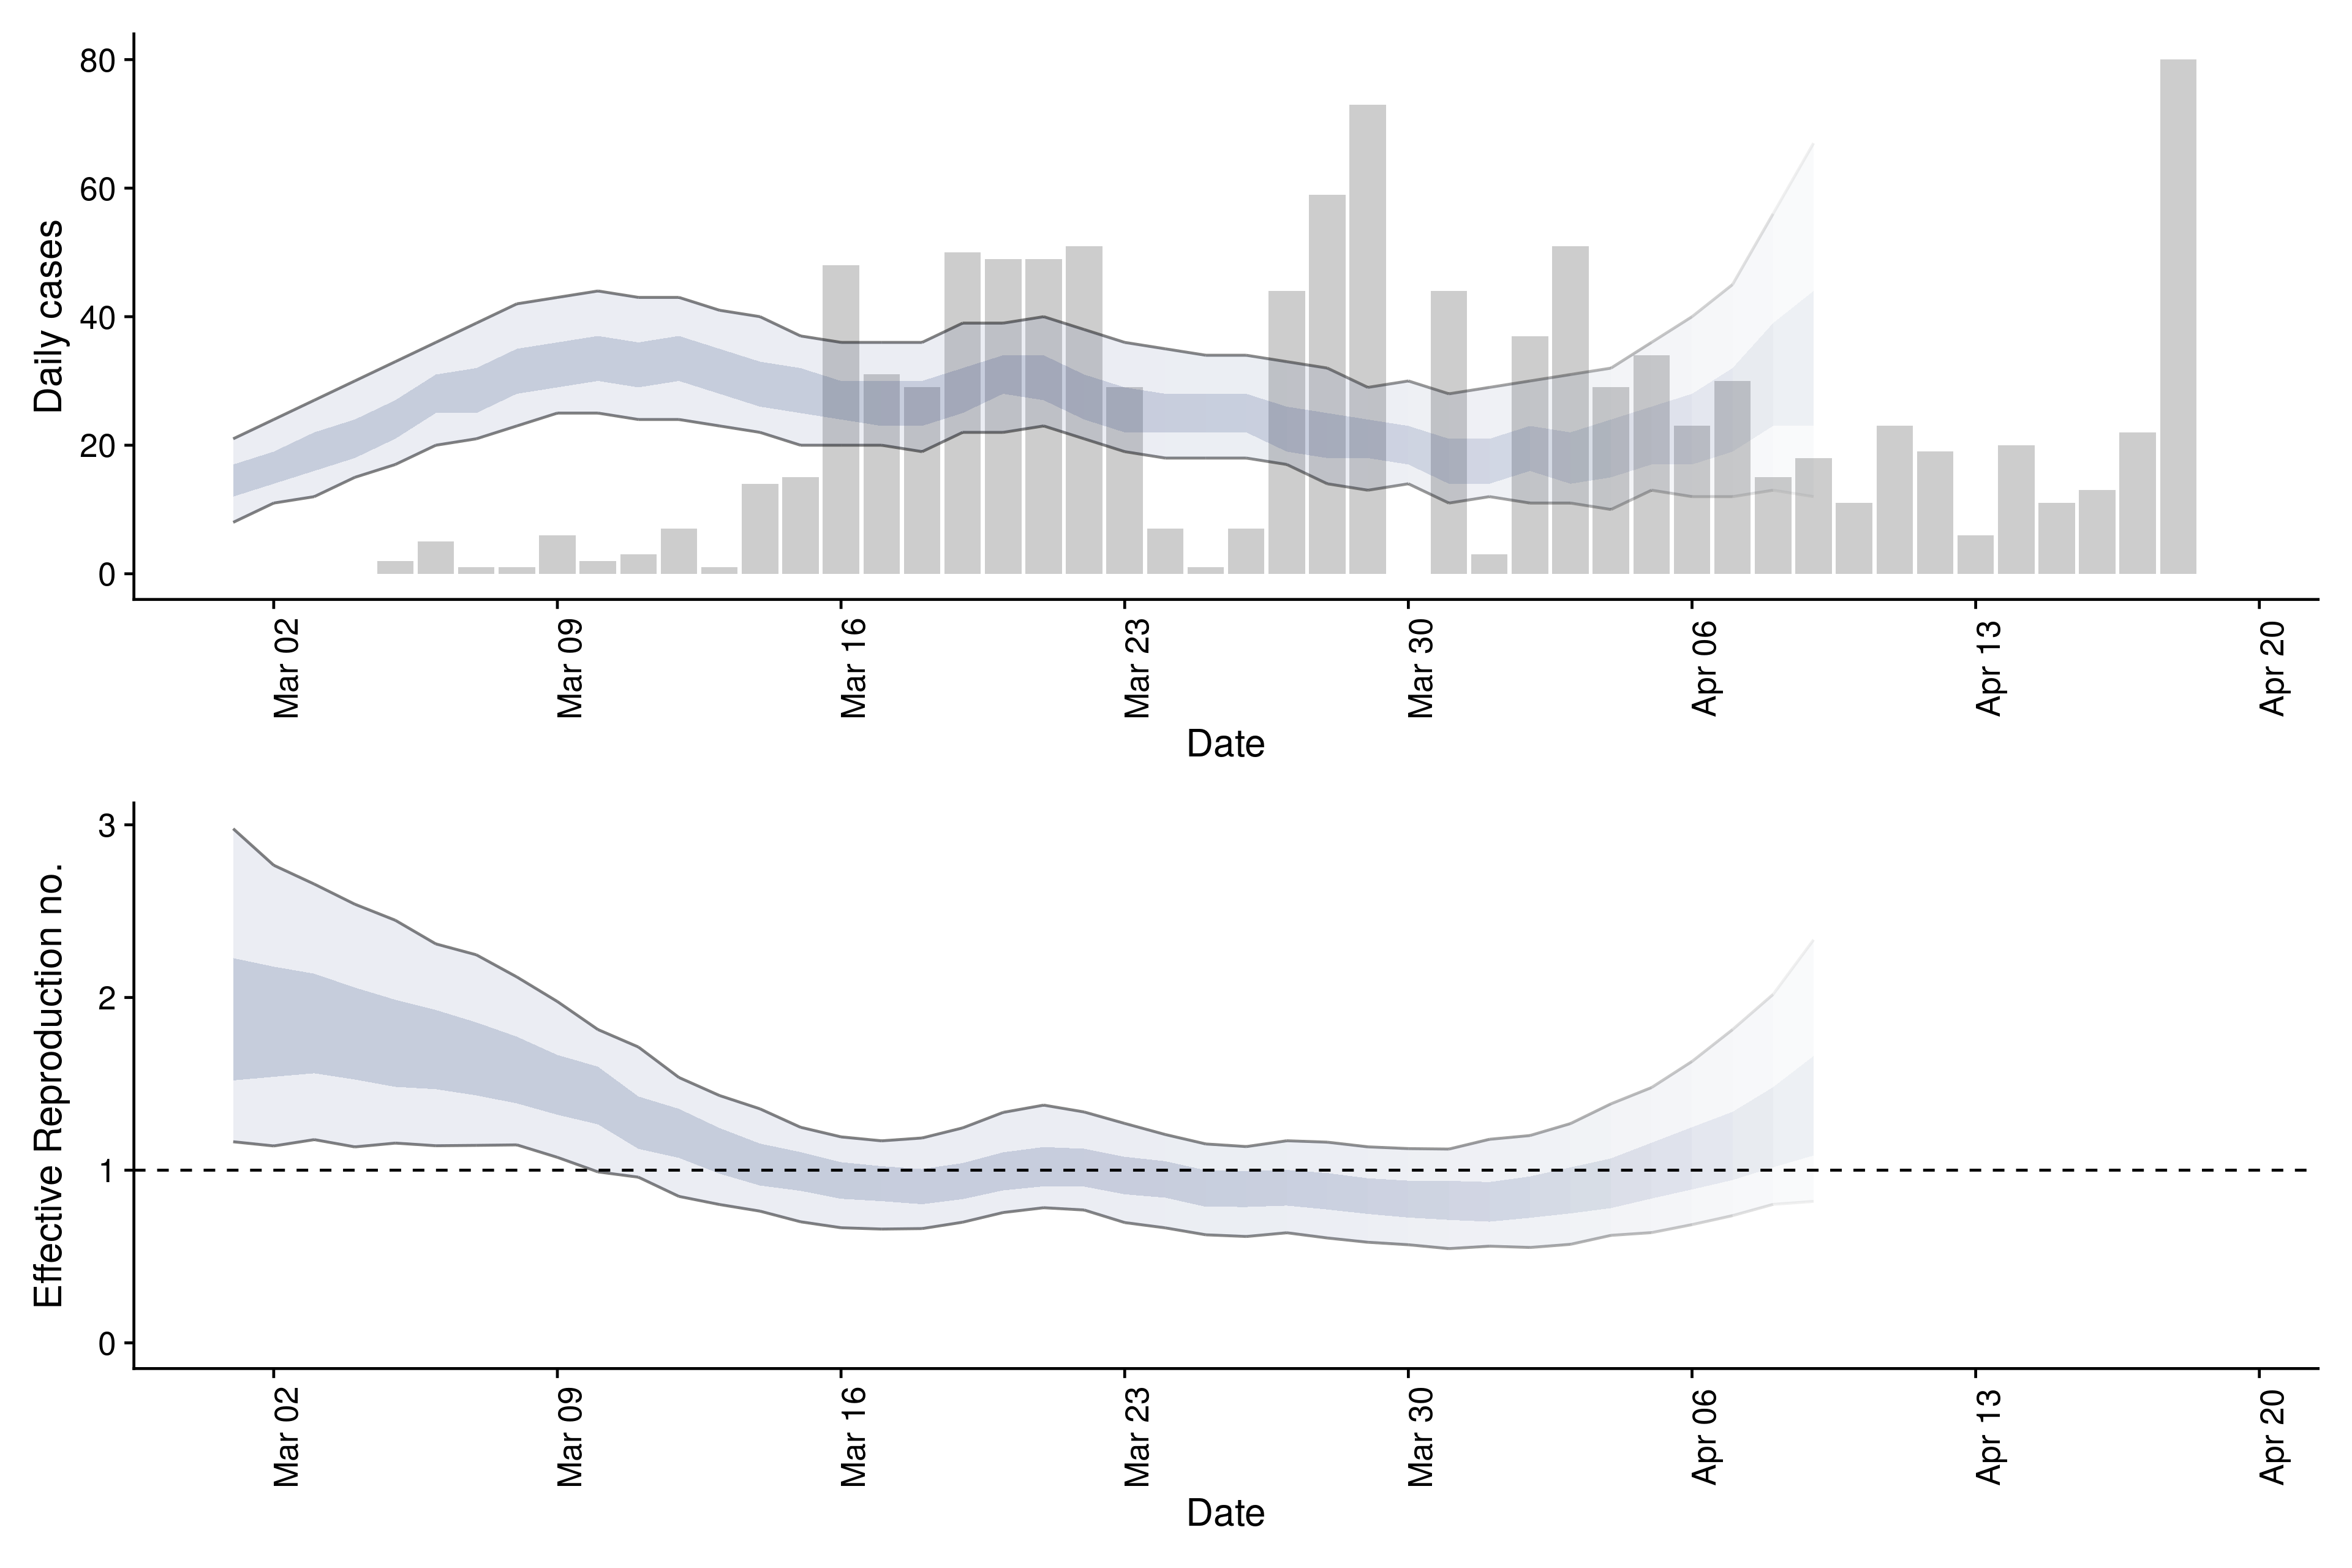 Daily cases
80
60
40
20
0
Mar 02
Mar 09
Mar 16
Mar 23
Mar 30
Apr 06
Apr 13
Apr 20
Date
Effective Reproduction no.
3
2
1
0
Mar 02
Mar 09
Mar 16
Mar 23
Mar 30
Apr 06
Apr 13
Apr 20
Date